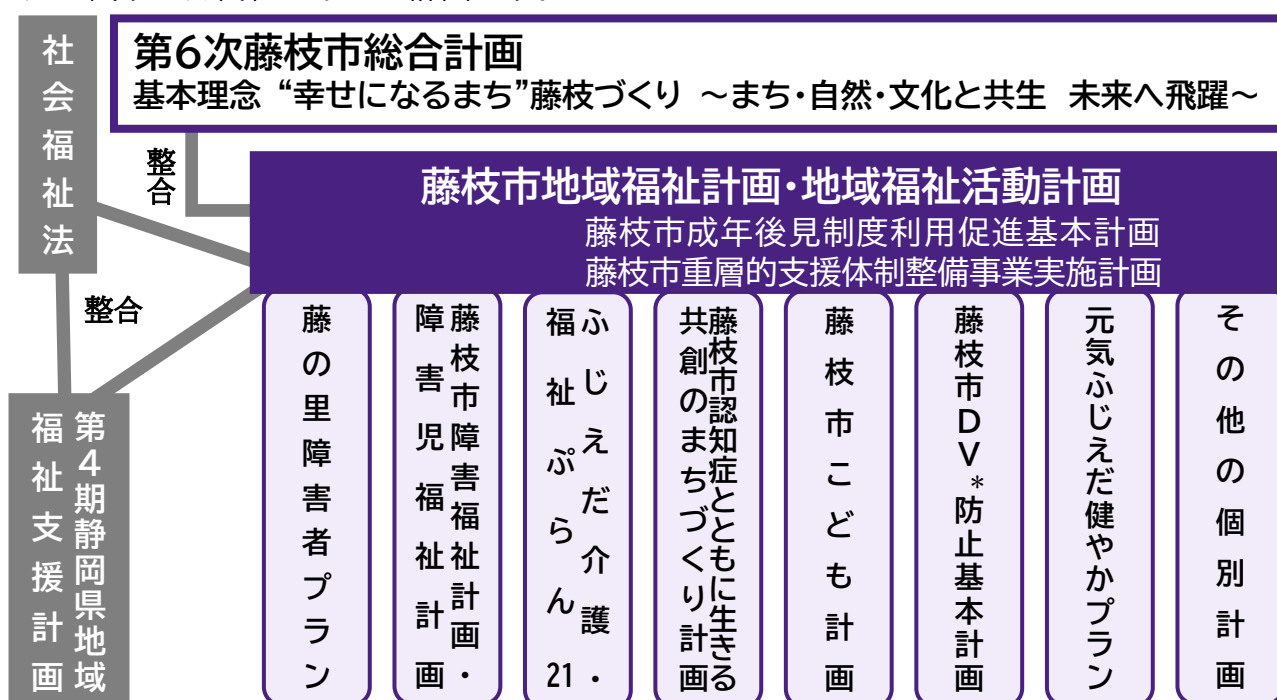 社会福祉法
第6次藤枝市総合計画
基本理念 “幸せになるまち”藤枝づくり ～まち・自然・文化と共生 未来へ飛躍～
整合
藤枝市地域福祉計画・地域福祉活動計画
藤枝市成年後見制度利用促進基本計画
藤枝市重層的支援体制整備事業実施計画
整合
第4期静岡県地域
福祉支援計画
藤の里障害者プラン
藤枝市障害福祉計画・
障害児福祉計画
ふじえだ介護・
福祉ぷらん21
藤枝市認知症とともに生きる
共創のまちづくり計画
藤枝市こども計画
藤枝市DV*防止基本計画
元気ふじえだ健やかプラン
その他の個別計画